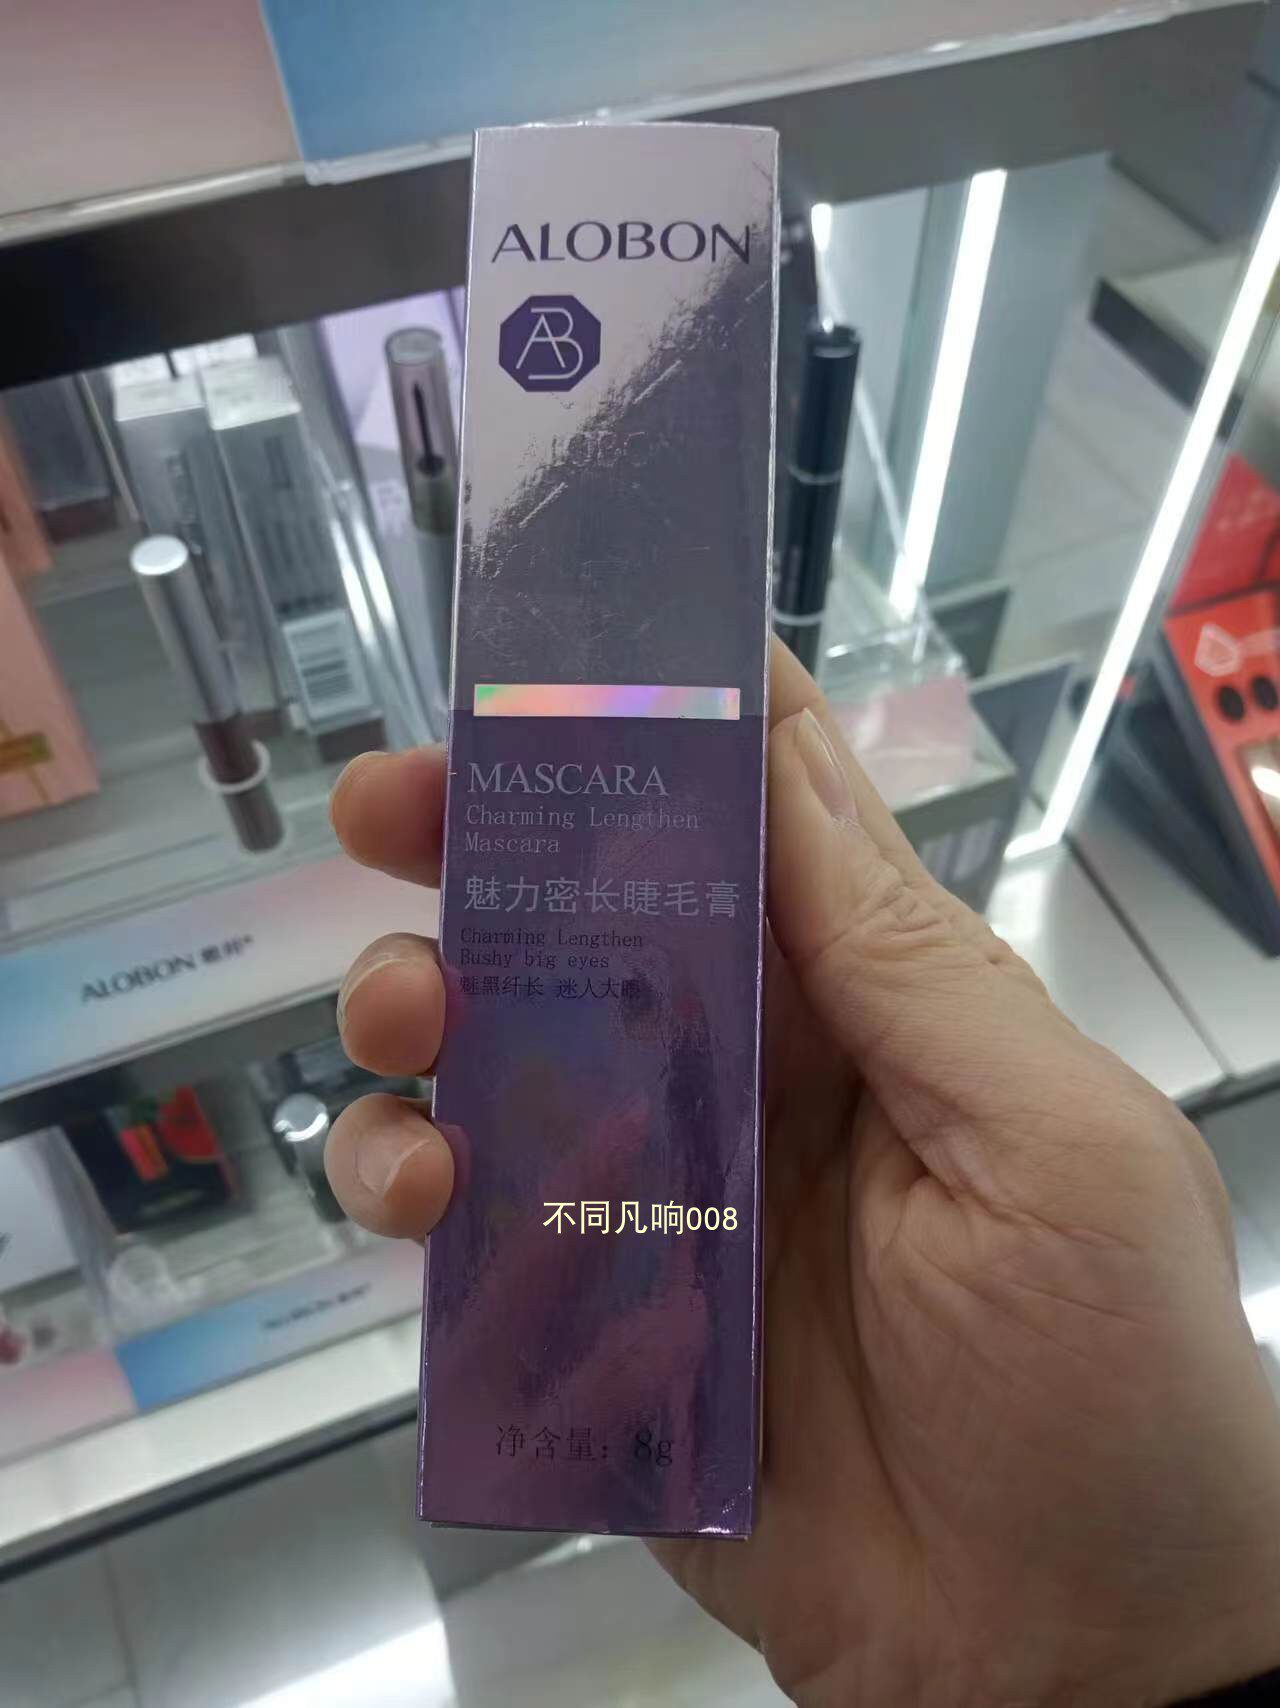 ALOBON
AB
MASCARA
Charming Lengthen
Mascara
魅力密长睫毛膏
Charming Lengthen
Bushy big eyes
魅黑纤长 迷人大眼
不同凡响008
净含量：8g
ALOBON